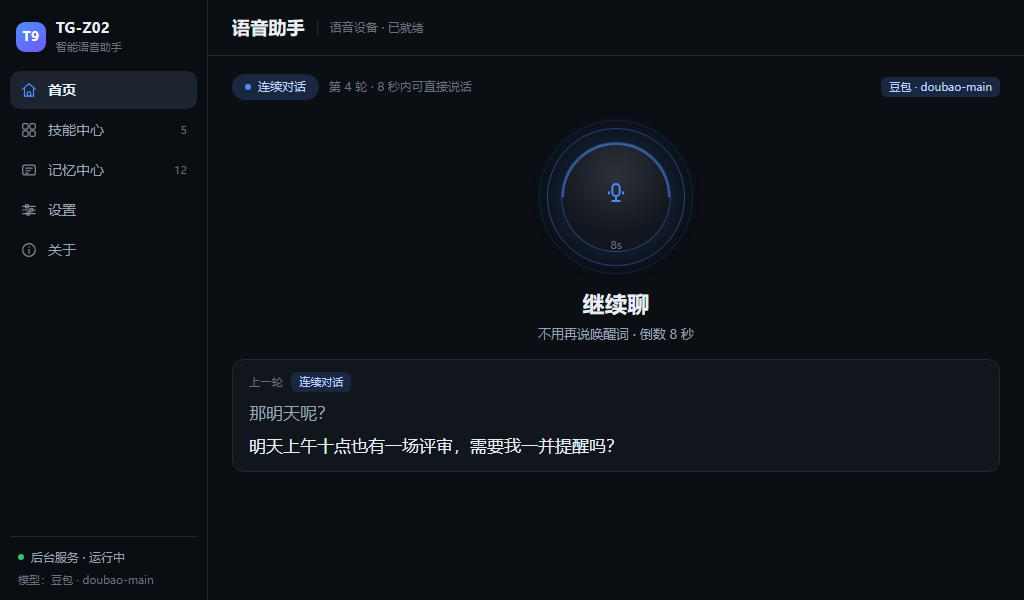 T9
TG-Z02
智能语音助手
首页
技能中心 5
记忆中心 12
设置
关于
后台服务 · 运行中
模型：豆包 · doubao-main
语音助手
语音设备 · 已就绪
连续对话
第 4 轮 · 8 秒内可直接说话
豆包 · doubao-main
8s
继续聊
不用再说唤醒词 · 倒数 8 秒
上一轮 连续对话
那明天呢？
明天上午十点也有一场评审，需要我一并提醒吗？